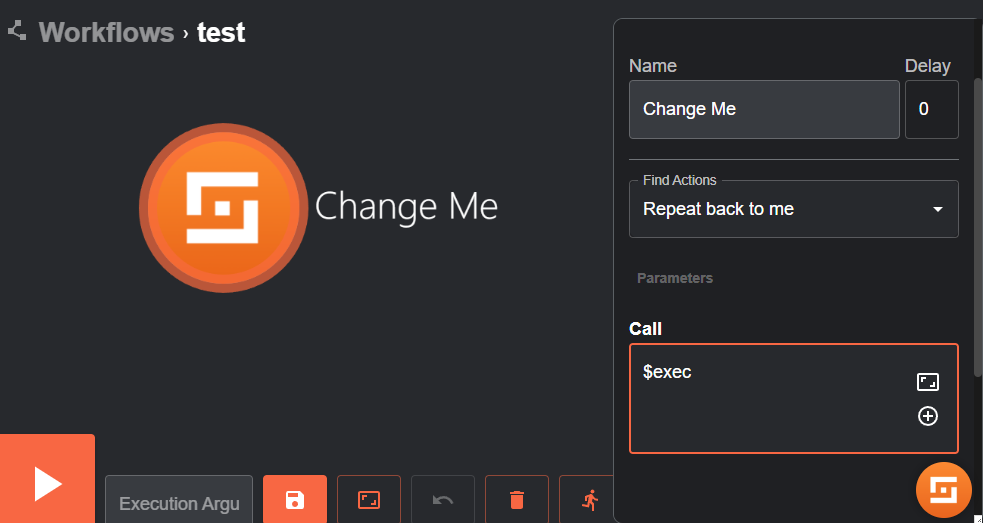 Workflows › test
Name
Delay
Change Me
0
Find Actions
Repeat back to me
Parameters
Call
$exec
Change Me
Execution Argu